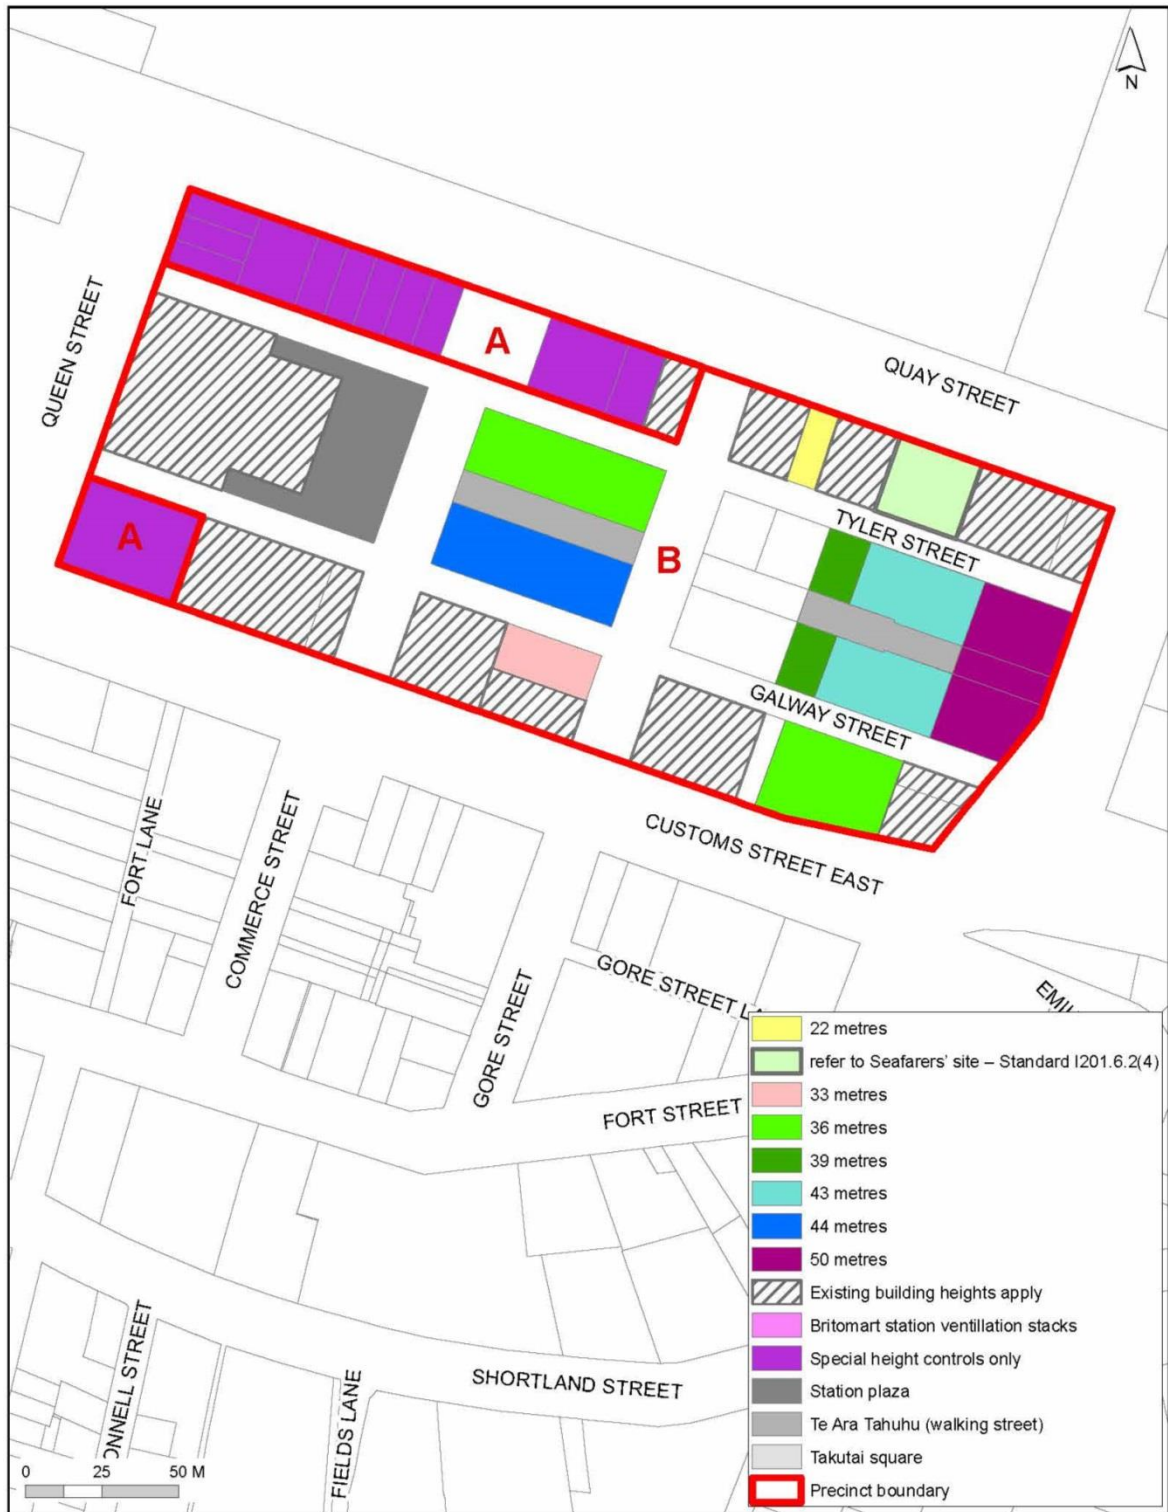 N
QUEEN STREET
A
QUAY STREET
A
TYLER STREET
B
GALWAY STREET
CUSTOMS STREET EAST
FORT LANE
COMMERCE STREET
GORE STREET
GORE STREET
FORT STREET
SHORTLAND STREET
FIELDS LANE
STREET
22 metres
refer to Seafarers' site – Standard I201.6.2(4)
33 metres
36 metres
39 metres
43 metres
44 metres
50 metres
Existing building heights apply
Britomart station ventillation stacks
Special height controls only
Station plaza
Te Ara Tahuhu (walking street)
Takutai square
Precinct boundary
0 25 50 M